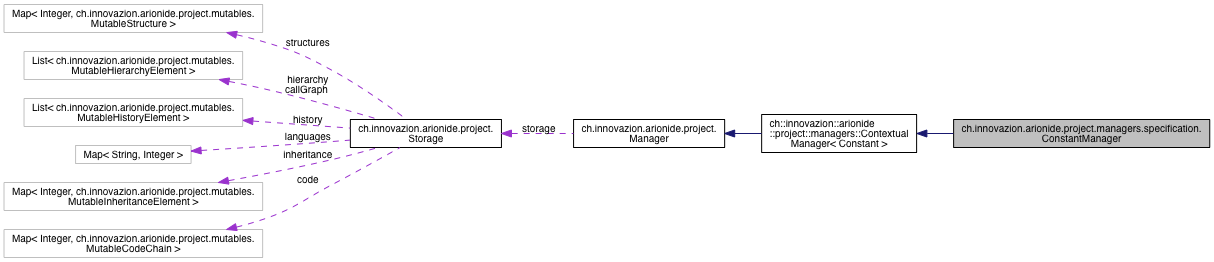 Map< Integer, ch.innovazion.arionide.project.mutables.
MutableStructure >
structures
List< ch.innovazion.arionide.project.mutables.
MutableHierarchyElement >
hierarchy
callGraph
List< ch.innovazion.arionide.project.mutables.
MutableHistoryElement >
history
languages
Map< String, Integer >
inheritance
Map< Integer, ch.innovazion.arionide.project.mutables.
MutableInheritanceElement >
code
Map< Integer, ch.innovazion.arionide.project.mutables.
MutableCodeChain >
ch.innovazion.arionide.project.
Storage
storage
ch.innovazion.arionide.project.
Manager
ch::innovazion::arionide
::project::managers::Contextual
Manager< Constant >
ch.innovazion.arionide.project.managers.specification.
ConstantManager